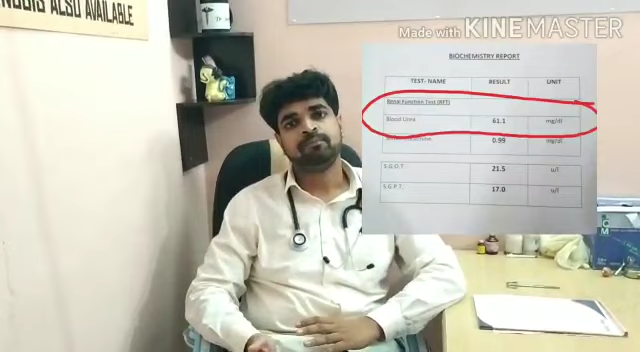 NOSIS ALSO AVAILABLE
Made with KINEMASTER
BIOCHEMISTRY REPORT
TEST- NAME RESULT UNIT
Renal Function Test (RFT)
Blood Urea 61.1 mg/dl
0.99 mg/dl
S.G.O.T 21.5 u/l
S.G.P.T 17.0 u/l